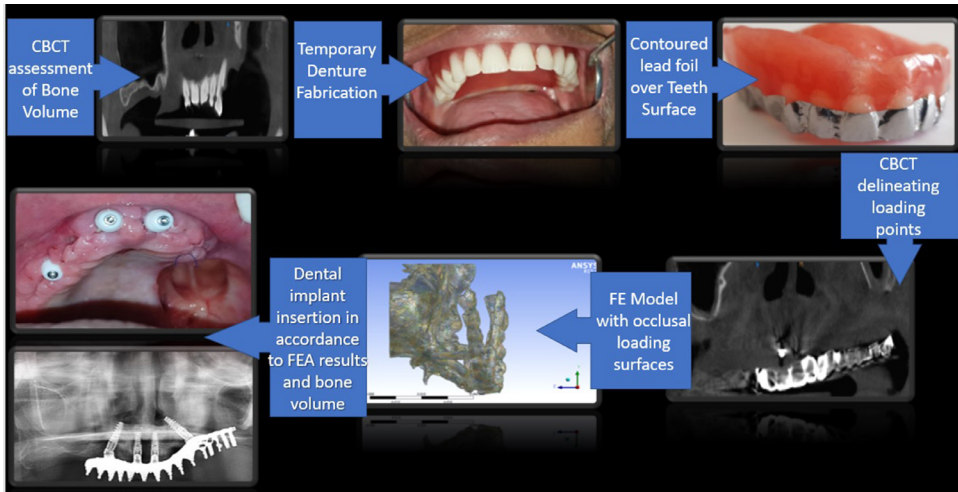 CBCT
assessment
of Bone
Volume
Temporary
Denture
Fabrication
Contoured
lead foil
over Teeth
Surface
CBCT
delineating
loading
points
FE Model
with occlusal
loading
surfaces
ANSYS
Dental
implant
insertion in
accordance
to FEA results
and bone
volume